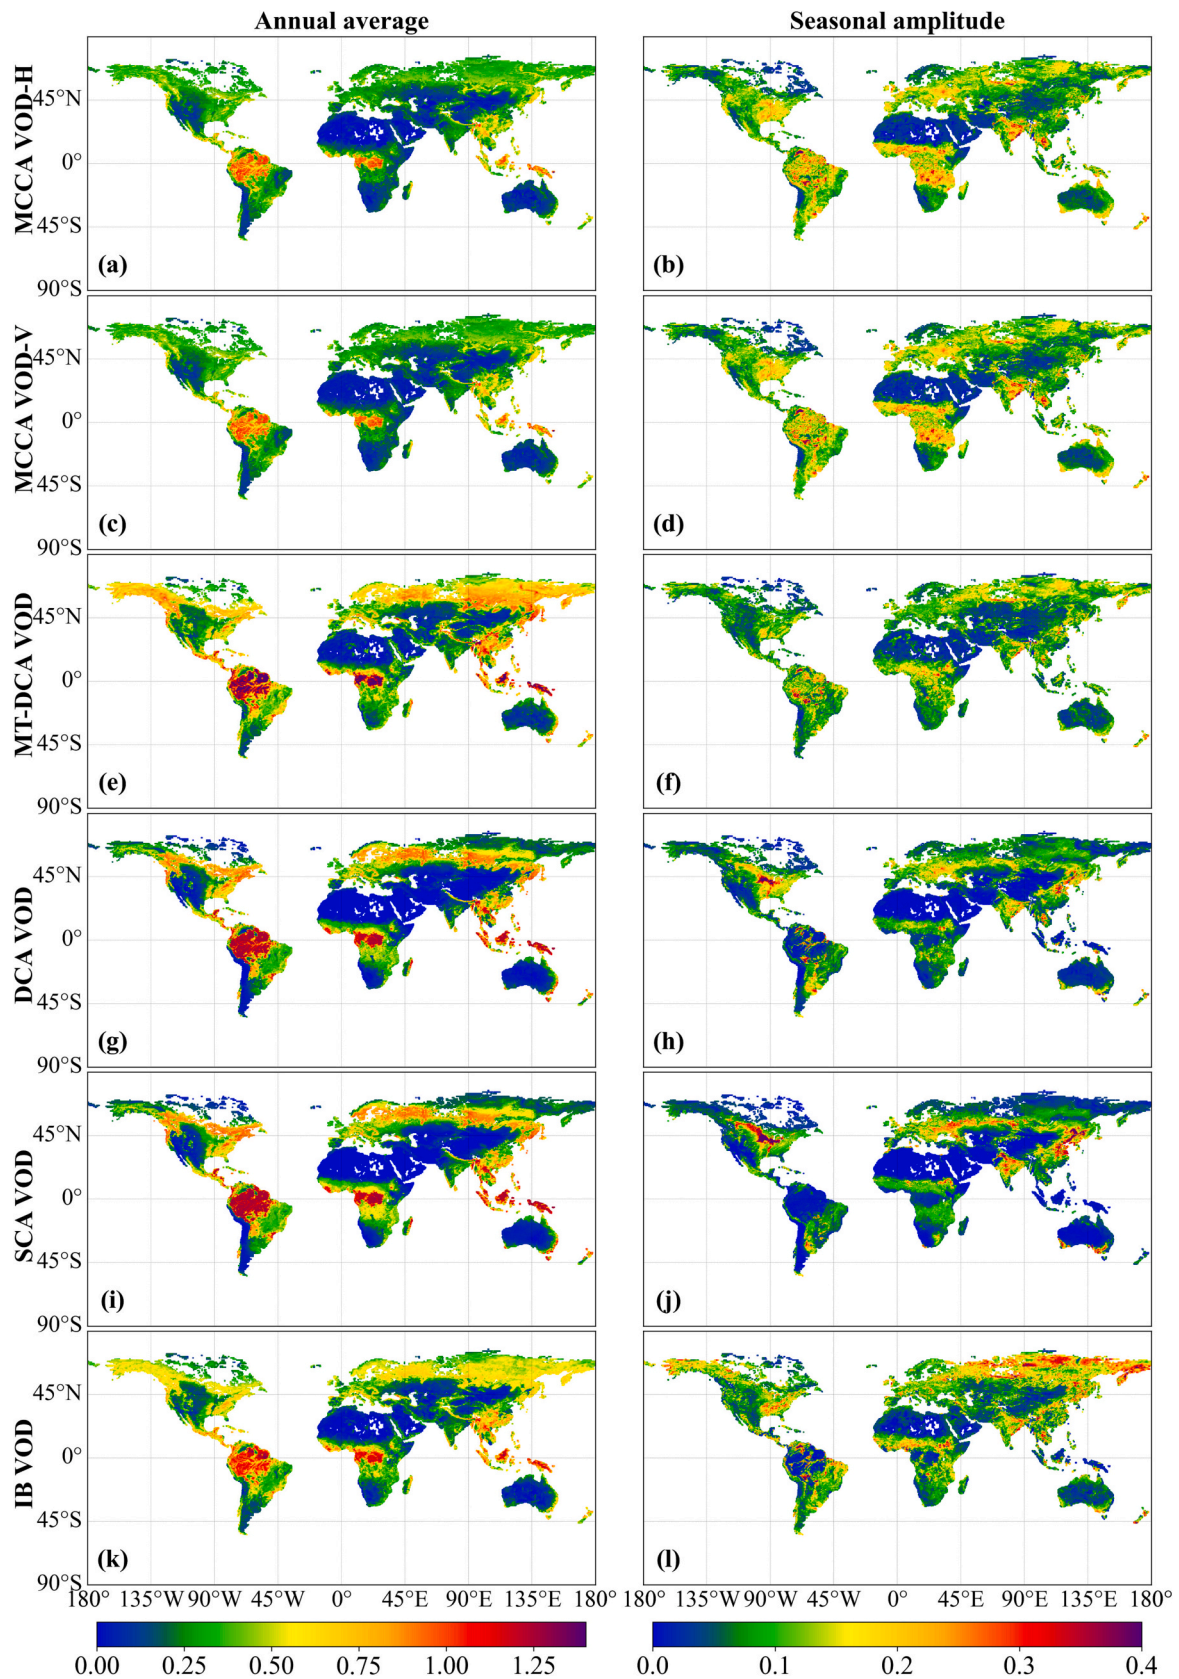 Annual average Seasonal amplitude
MCCA VOD-H
45°N
0°
45°S
90°S
(a) (b)
MCCA VOD-V
45°N
0°
45°S
90°S
(c) (d)
MT-DCA VOD
45°N
0°
45°S
90°S
(e) (f)
DCA VOD
45°N
0°
45°S
90°S
(g) (h)
SCA VOD
45°N
0°
45°S
90°S
(i) (j)
IB VOD
45°N
0°
45°S
90°S
(k) (l)
180° 135°W 90°W 45°W 0° 45°E 90°E 135°E 180° 180° 135°W 90°W 45°W 0° 45°E 90°E 135°E 180°
0.00 0.25 0.50 0.75 1.00 1.25 0.0 0.1 0.2 0.3 0.4